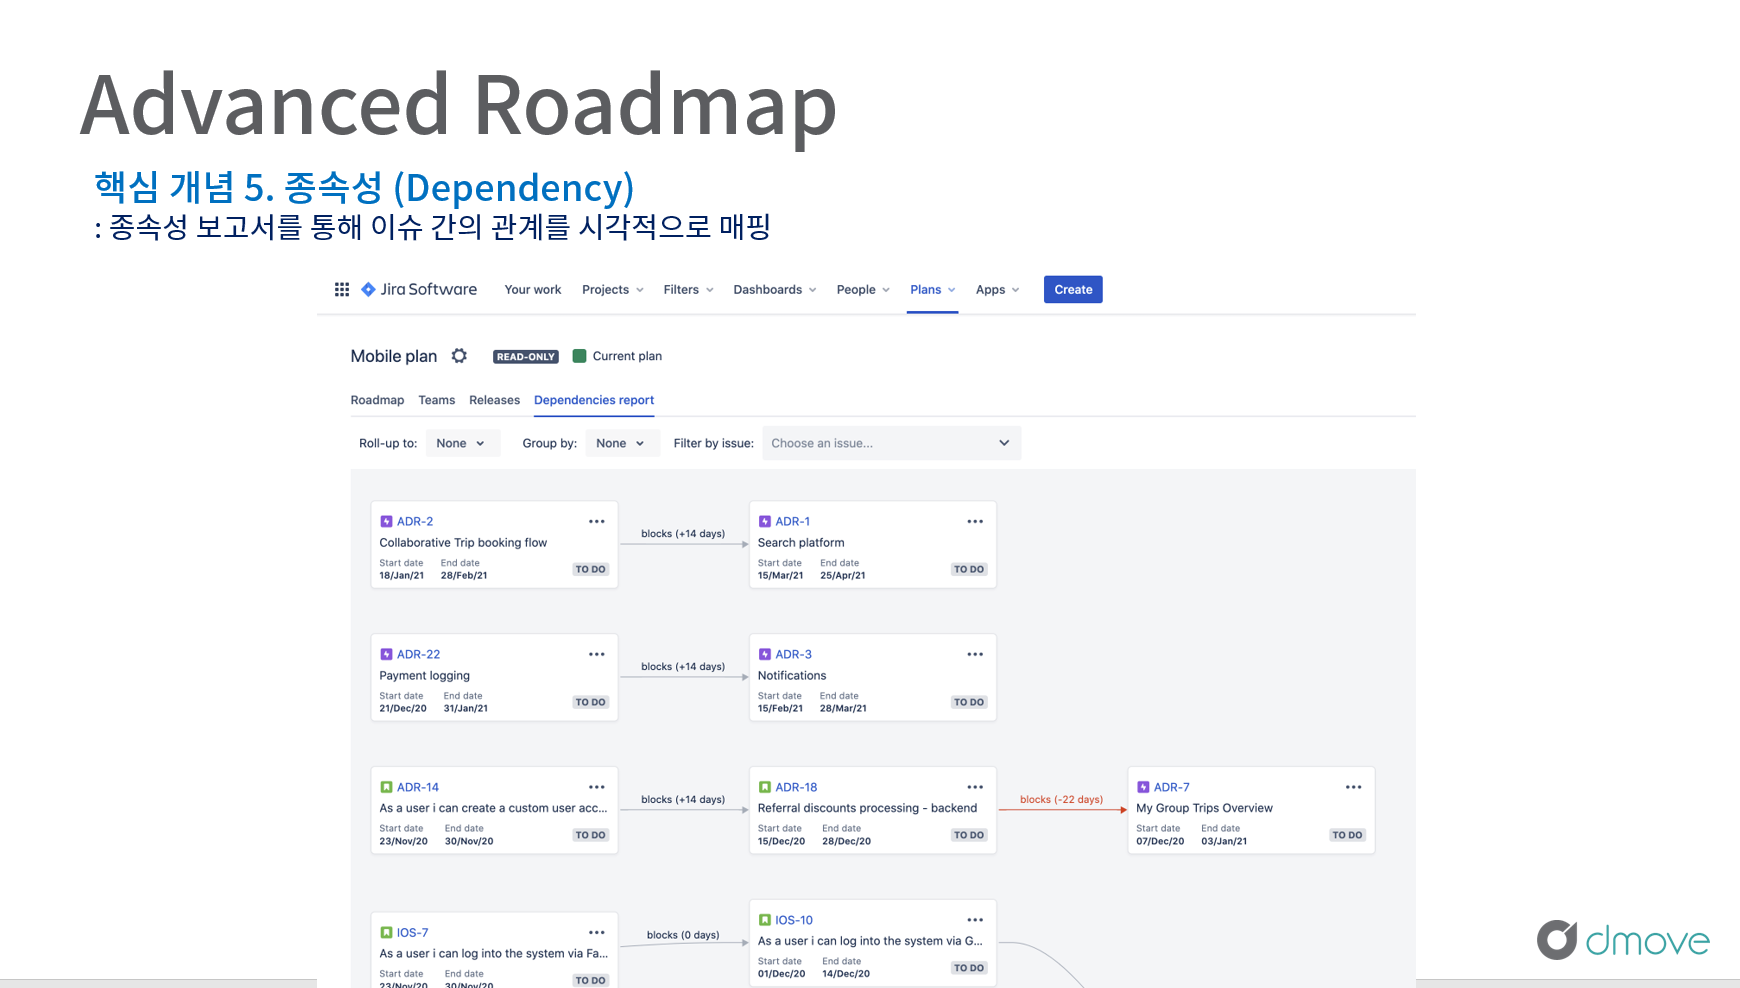 Advanced Roadmap
핵심 개념 5. 종속성 (Dependency)
: 종속성 보고서를 통해 이슈 간의 관계를 시각적으로 매핑
Jira Software Your work Projects Filters Dashboards People Plans Apps Create
Mobile plan READ-ONLY Current plan
Roadmap Teams Releases Dependencies report
Roll-up to: None Group by: None Filter by issue: Choose an issue...
ADR-2
Collaborative Trip booking flow
Start date End date
18/Jan/21 28/Feb/21 TO DO
blocks (+14 days)
ADR-1
Search platform
Start date End date
15/Mar/21 25/Apr/21 TO DO
ADR-22
Payment logging
Start date End date
21/Dec/20 31/Jan/21 TO DO
blocks (+14 days)
ADR-3
Notifications
Start date End date
15/Feb/21 28/Mar/21 TO DO
ADR-14
As a user i can create a custom user acc...
Start date End date
23/Nov/20 30/Nov/20 TO DO
blocks (+14 days)
ADR-18
Referral discounts processing - backend
Start date End date
15/Dec/20 28/Dec/20 TO DO
blocks (-22 days)
ADR-7
My Group Trips Overview
Start date End date
07/Dec/20 03/Jan/21 TO DO
IOS-7
As a user i can log into the system via Fa...
Start date End date
23/Nov/20 30/Nov/20 TO DO
blocks (0 days)
IOS-10
As a user i can log into the system via G...
Start date End date
01/Dec/20 14/Dec/20 TO DO
dmove